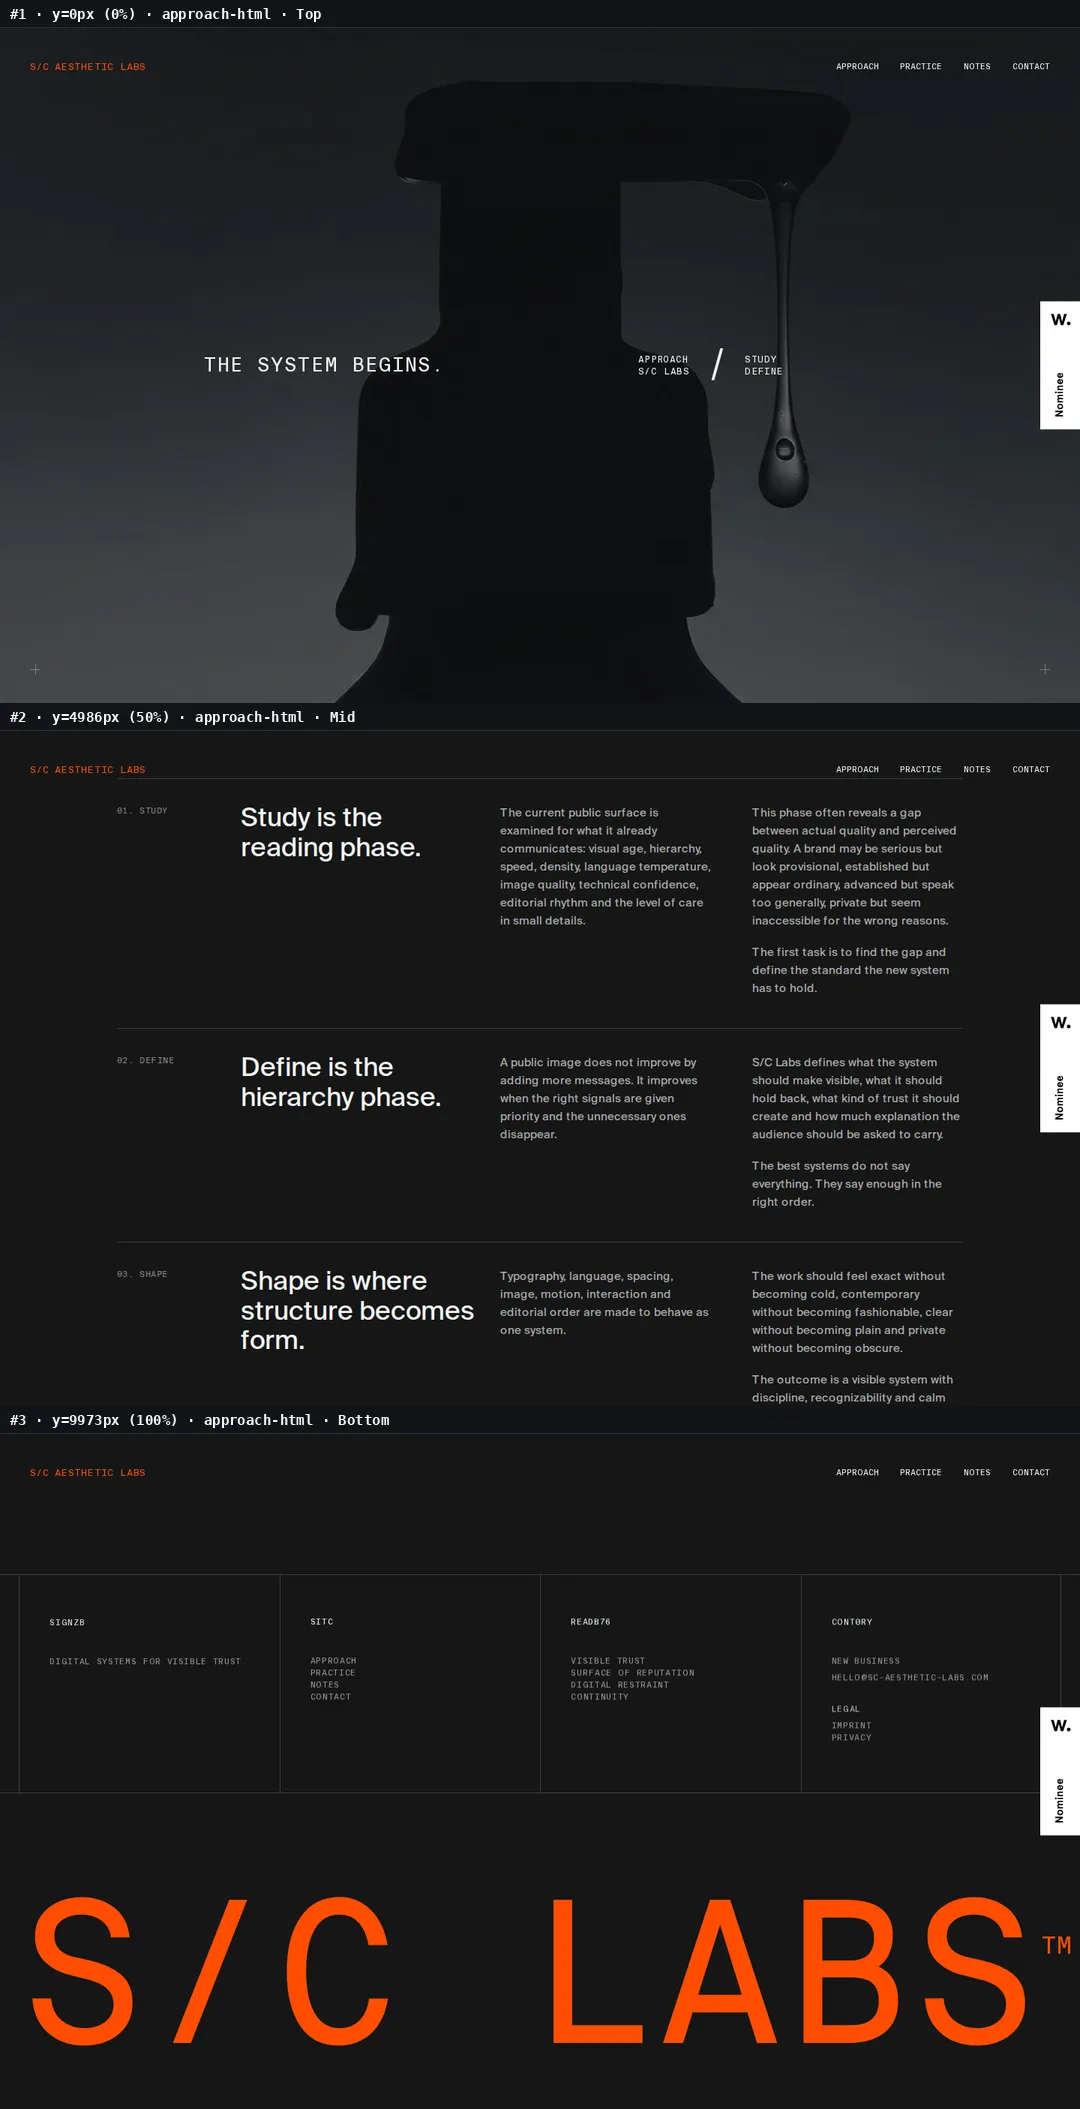 #1 · y=0px (0%) · approach-html · Top
S/C AESTHETIC LABS
APPROACH PRACTICE NOTES CONTACT
THE SYSTEM BEGINS.
APPROACH
S/C LABS
/
STUDY
DEFINE
W.
Nominee
#2 · y=4986px (50%) · approach-html · Mid
S/C AESTHETIC LABS
APPROACH PRACTICE NOTES CONTACT
01. STUDY
Study is the
reading phase.
The current public surface is
examined for what it already
communicates: visual age, hierarchy,
speed, density, language temperature,
image quality, technical confidence,
editorial rhythm and the level of care
in small details.
This phase often reveals a gap
between actual quality and perceived
quality. A brand may be serious but
look provisional, established but
appear ordinary, advanced but speak
too generally, private but seem
inaccessible for the wrong reasons.
The first task is to find the gap and
define the standard the new system
has to hold.
W.
Nominee
02. DEFINE
Define is the
hierarchy phase.
A public image does not improve by
adding more messages. It improves
when the right signals are given
priority and the unnecessary ones
disappear.
S/C Labs defines what the system
should make visible, what it should
hold back, what kind of trust it should
create and how much explanation the
audience should be asked to carry.
The best systems do not say
everything. They say enough in the
right order.
03. SHAPE
Shape is where
structure becomes
form.
Typography, language, spacing,
image, motion, interaction and
editorial order are made to behave as
one system.
The work should feel exact without
becoming cold, contemporary
without becoming fashionable, clear
without becoming plain and private
without becoming obscure.
The outcome is a visible system with
discipline, recognizability and calm
#3 · y=9973px (100%) · approach-html · Bottom
S/C AESTHETIC LABS
APPROACH PRACTICE NOTES CONTACT
SIGNZB
DIGITAL SYSTEMS FOR VISIBLE TRUST
SITC
APPROACH
PRACTICE
NOTES
CONTACT
READB76
VISIBLE TRUST
SURFACE OF REPUTATION
DIGITAL RESTRAINT
CONTINUITY
CONT0RY
NEW BUSINESS
HELLO@SC-AESTHETIC-LABS.COM
LEGAL
IMPRINT
PRIVACY
W.
Nominee
S/C LABS™